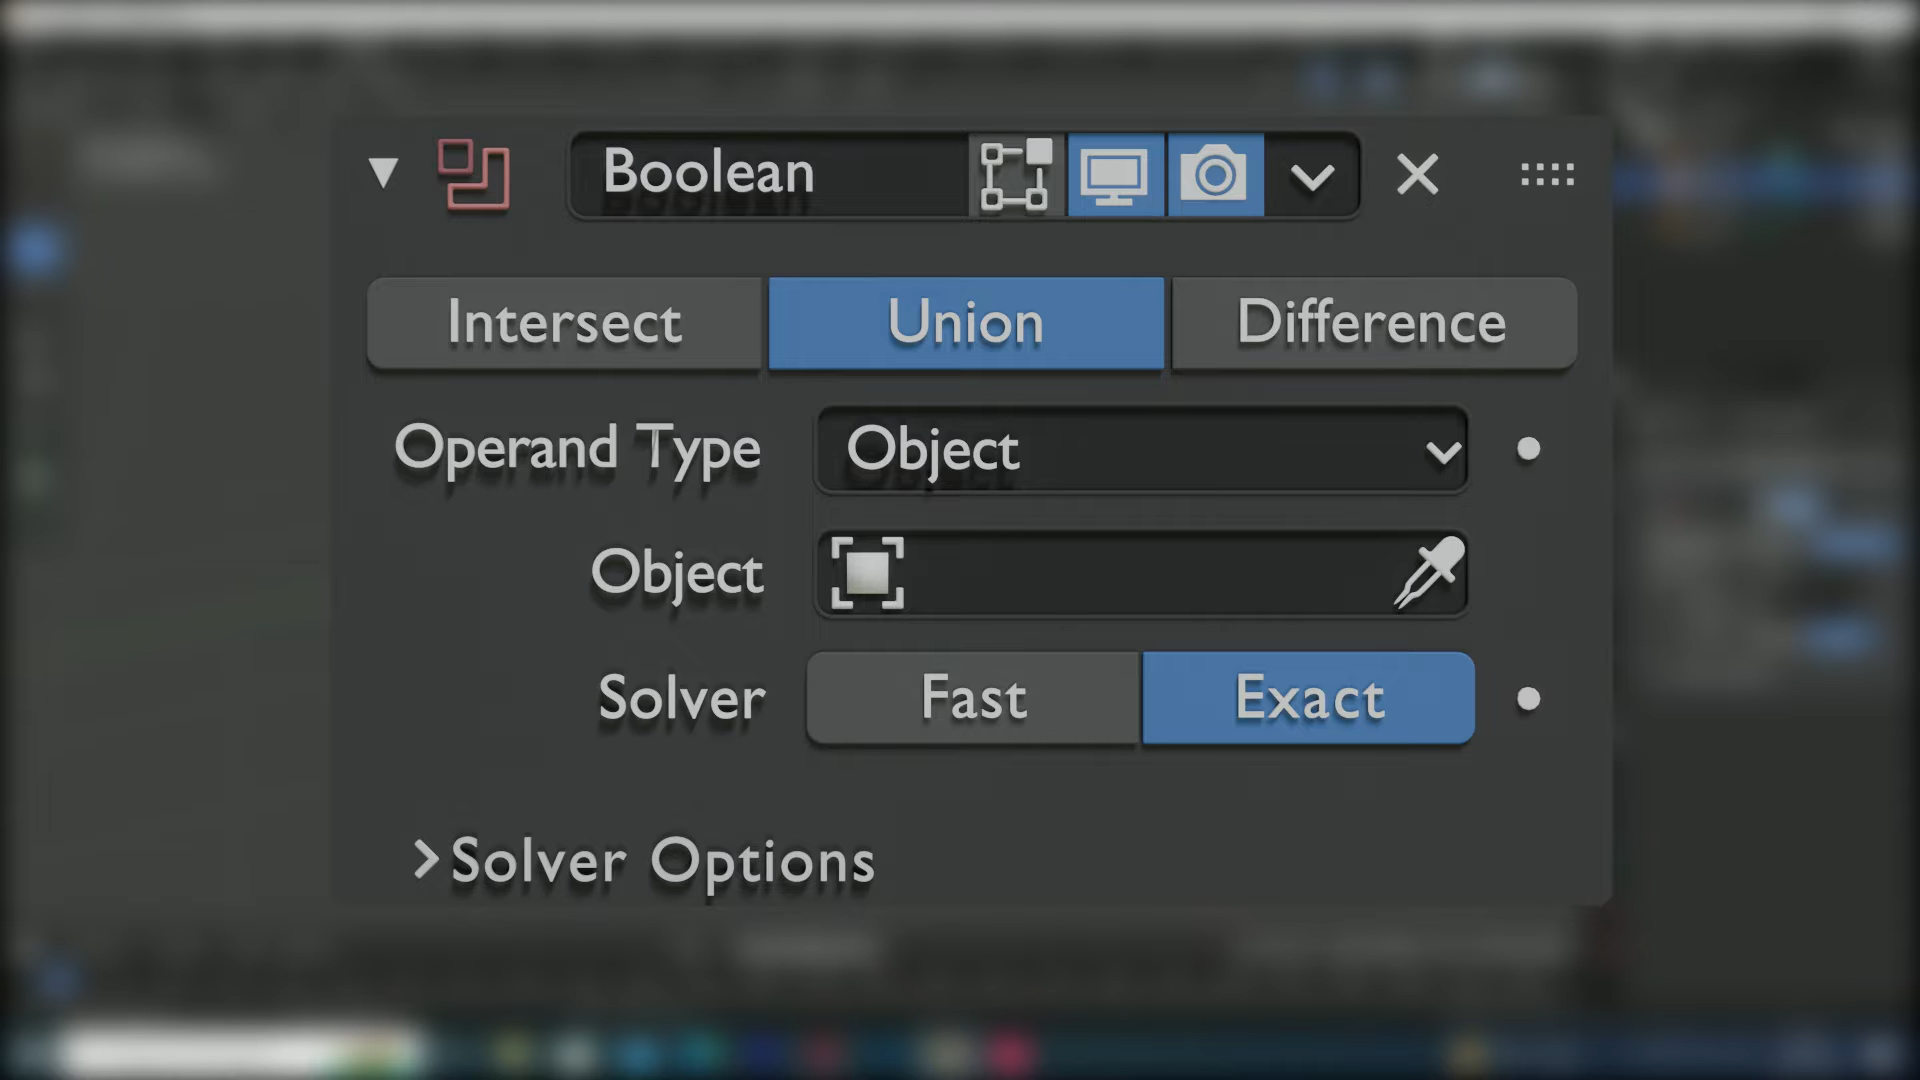 Boolean
Intersect Union Difference
Operand Type Object
Object
Solver Fast Exact
Solver Options